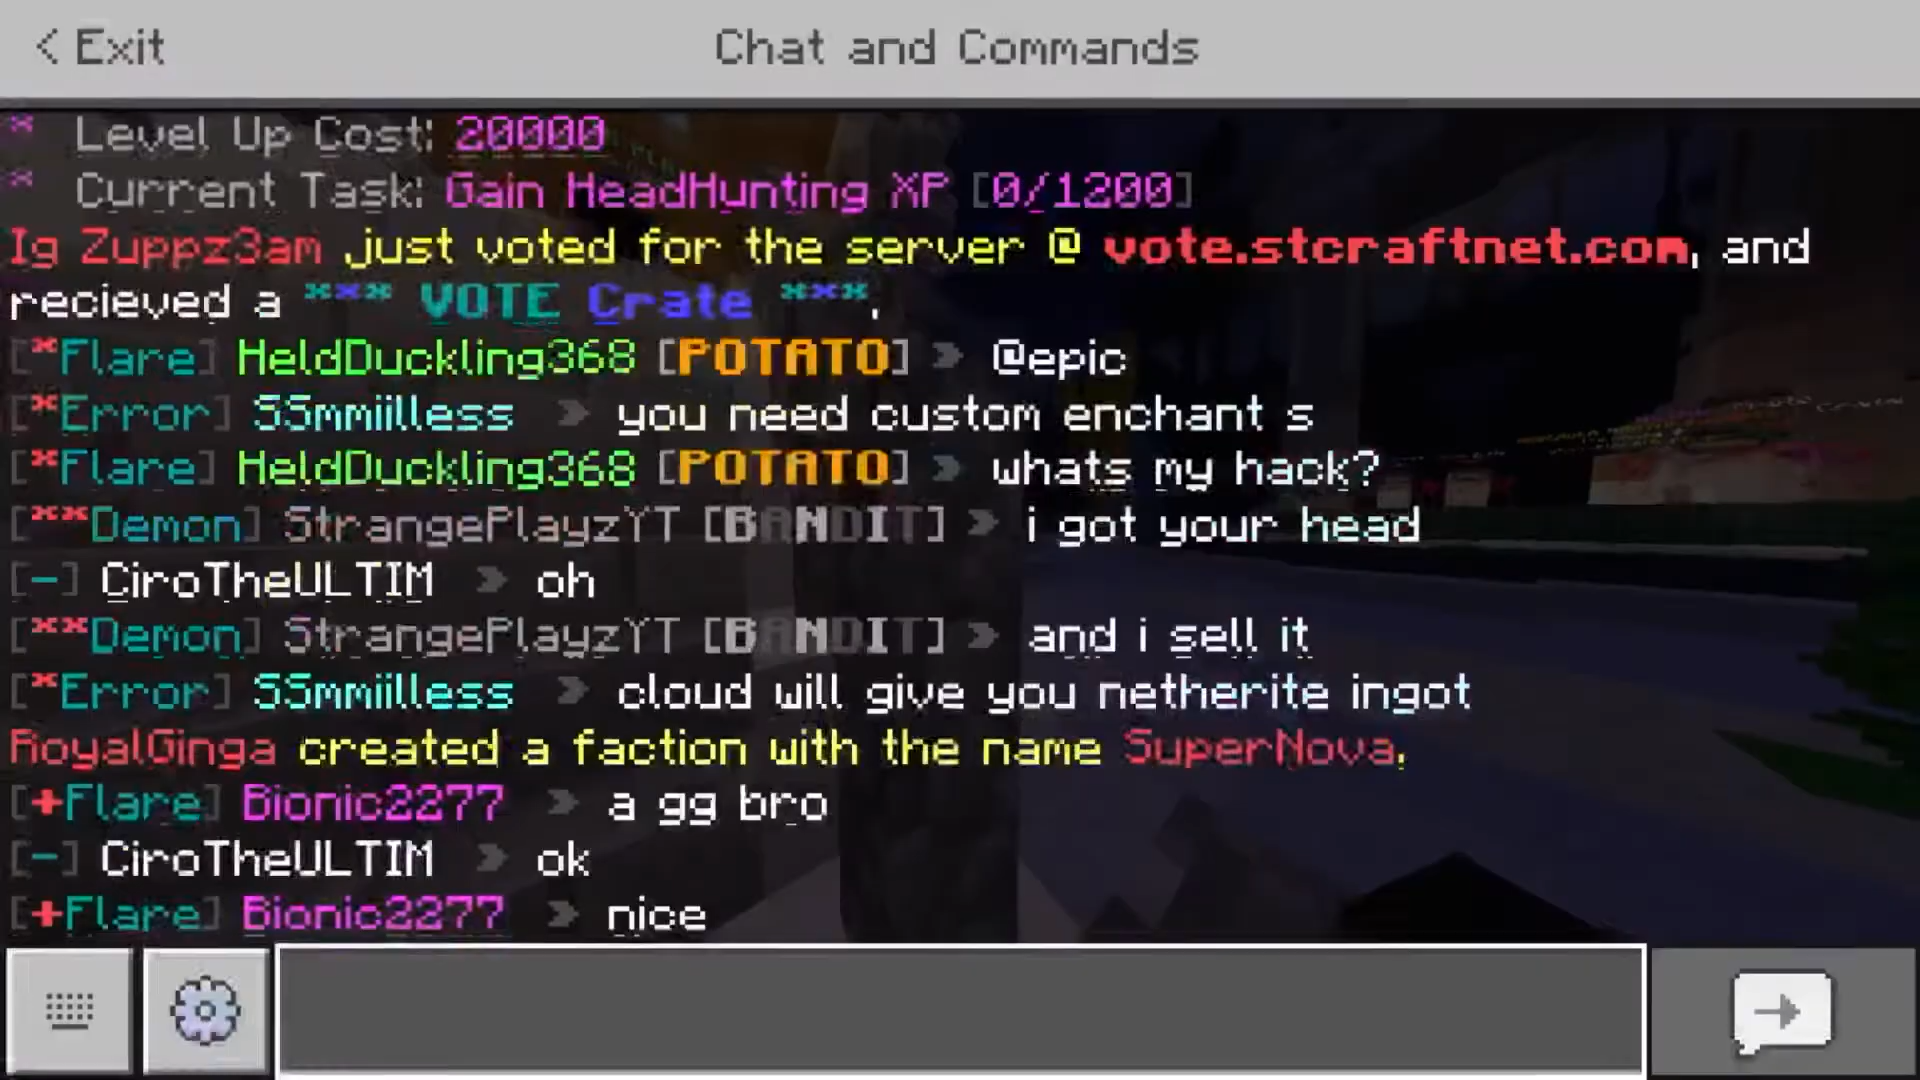 < Exit
Chat and Commands
* Level Up Cost: 20000
* Current Task: Gain HeadHunting XP [0/1200]
Ig Zuppz3am just voted for the server @ vote.stcraftnet.com, and
recieved a *** VOTE Crate ***.
[*Flare] HeldDuckling368 [POTATO] > @epic
[*Error] SSmmiilless > you need custom enchant s
[*Flare] HeldDuckling368 [POTATO] > whats my hack?
[**Demon] StrangePlayzYT [BANDIT] > i got your head
[-] CiroTheULTIM > oh
[**Demon] StrangePlayzYT [BANDIT] > and i sell it
[*Error] SSmmiilless > cloud will give you netherite ingot
RoyalGinga created a faction with the name SuperNova.
[+Flare] Bionic2277 > a gg bro
[-] CiroTheULTIM > ok
[+Flare] Bionic2277 > nice